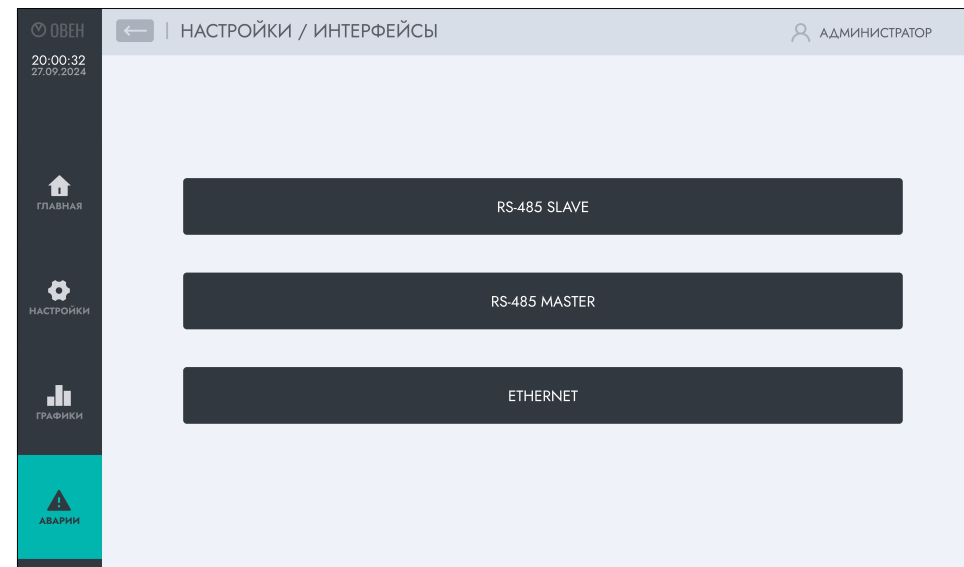 ОВЕН
НАСТРОЙКИ / ИНТЕРФЕЙСЫ
АДМИНИСТРАТОР
20:00:32
27.09.2024
ГЛАВНАЯ
RS-485 SLAVE
НАСТРОЙКИ
RS-485 MASTER
ГРАФИКИ
ETHERNET
АВАРИИ